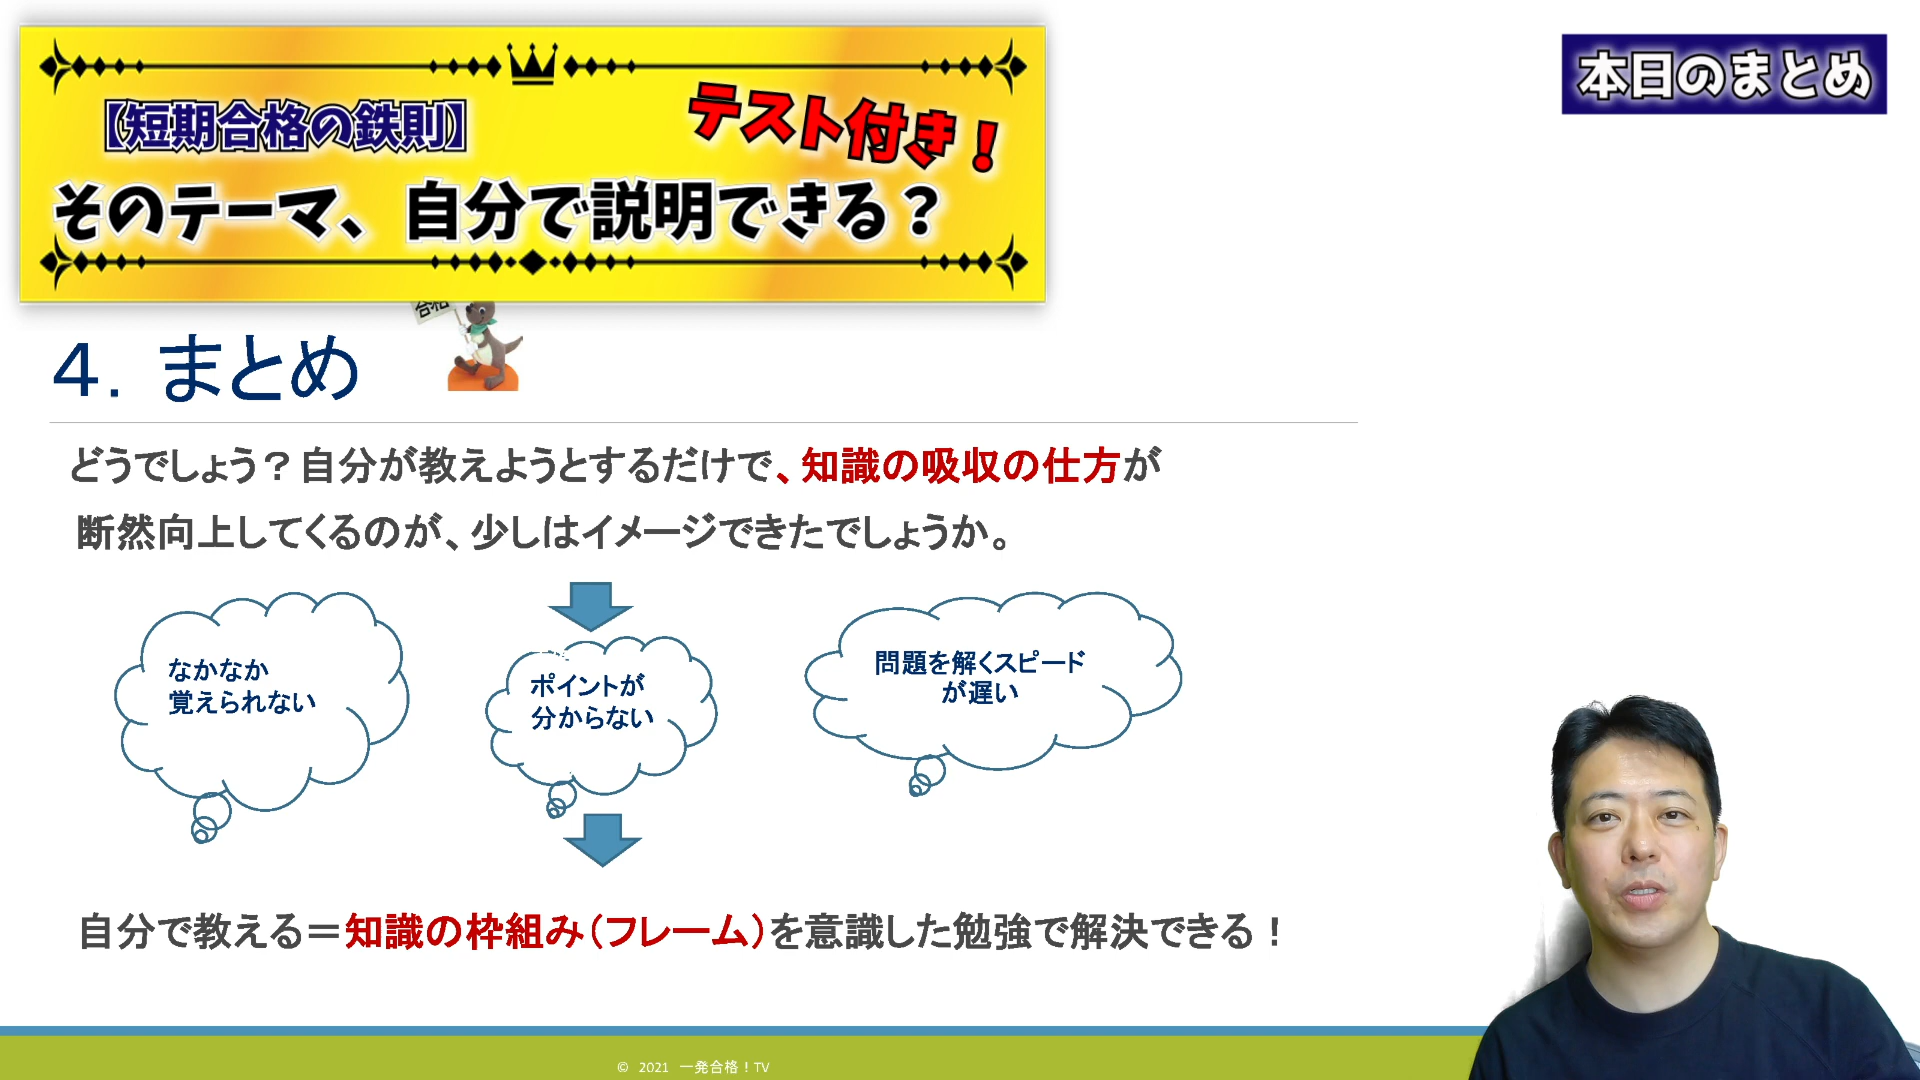 【短期合格の鉄則】
テスト付き！
そのテーマ、自分で説明できる？
本日のまとめ
合格
４．まとめ
どうでしょう？自分が教えようとするだけで、知識の吸収の仕方が
断然向上してくるのが、少しはイメージできたでしょうか。
なかなか
覚えられない
ポイントが
分からない
問題を解くスピード
が遅い
自分で教える＝知識の枠組み（フレーム）を意識した勉強で解決できる！
© 2021 一発合格！TV